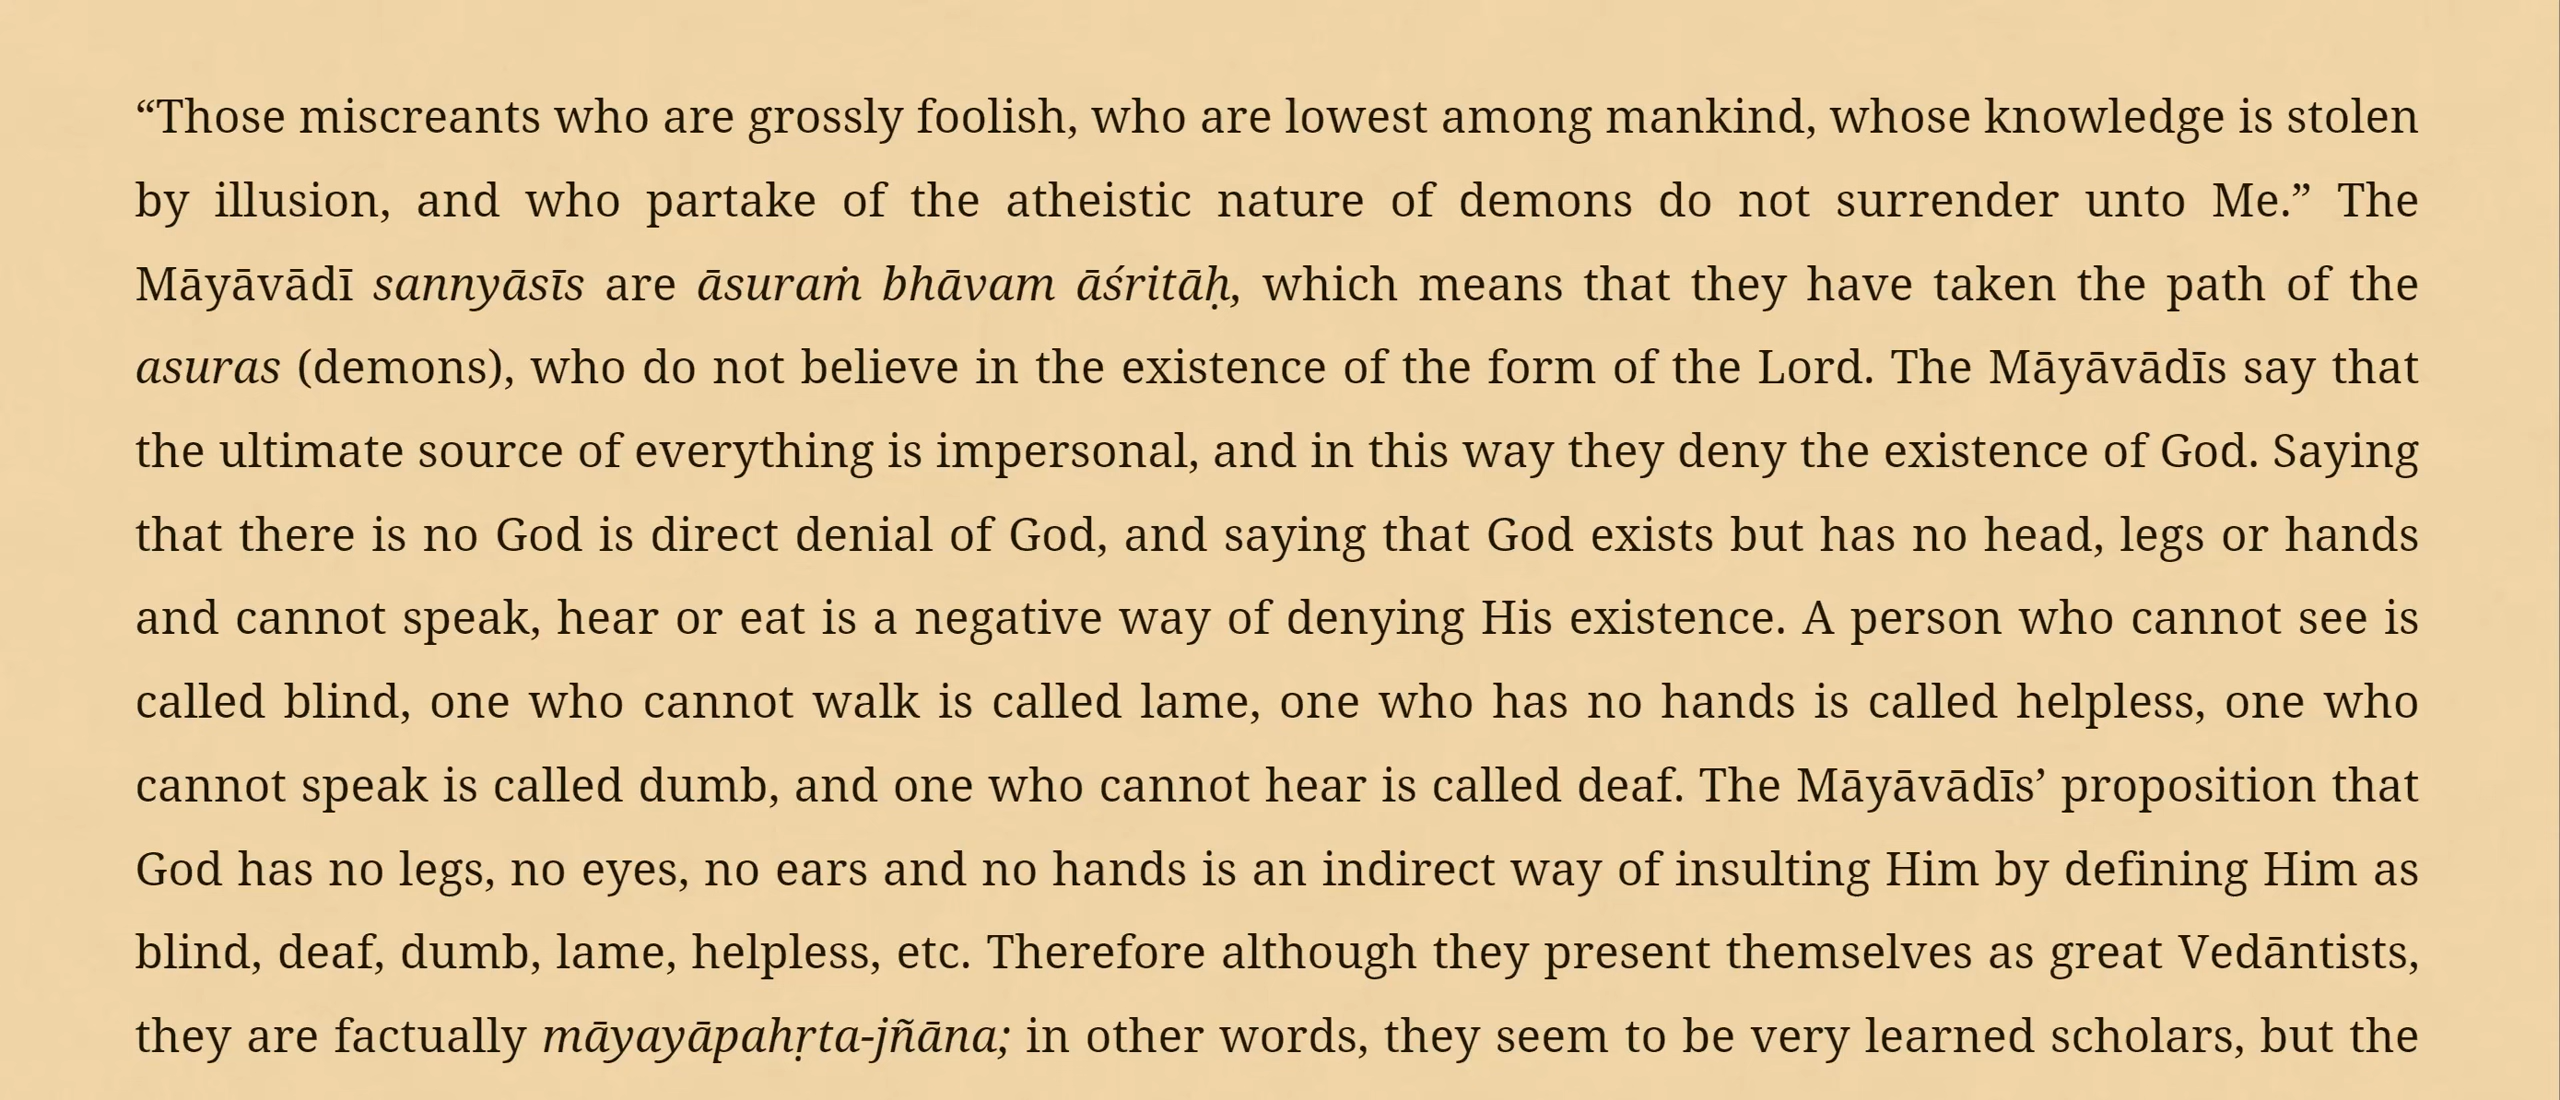 “Those miscreants who are grossly foolish, who are lowest among mankind, whose knowledge is stolen
by illusion, and who partake of the atheistic nature of demons do not surrender unto Me.” The
Māyāvādī sannyāsīs are āsuraṁ bhāvam āśritāḥ, which means that they have taken the path of the
asuras (demons), who do not believe in the existence of the form of the Lord. The Māyāvādīs say that
the ultimate source of everything is impersonal, and in this way they deny the existence of God. Saying
that there is no God is direct denial of God, and saying that God exists but has no head, legs or hands
and cannot speak, hear or eat is a negative way of denying His existence. A person who cannot see is
called blind, one who cannot walk is called lame, one who has no hands is called helpless, one who
cannot speak is called dumb, and one who cannot hear is called deaf. The Māyāvādīs’ proposition that
God has no legs, no eyes, no ears and no hands is an indirect way of insulting Him by defining Him as
blind, deaf, dumb, lame, helpless, etc. Therefore although they present themselves as great Vedāntists,
they are factually māyayāpahṛta-jñāna; in other words, they seem to be very learned scholars, but the